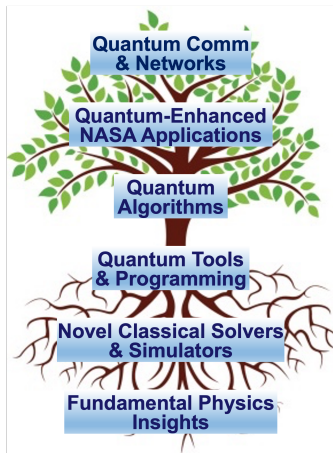 Quantum Comm
& Networks
Quantum-Enhanced
NASA Applications
Quantum
Algorithms
Quantum Tools
& Programming
Novel Classical Solvers
& Simulators
Fundamental Physics
Insights